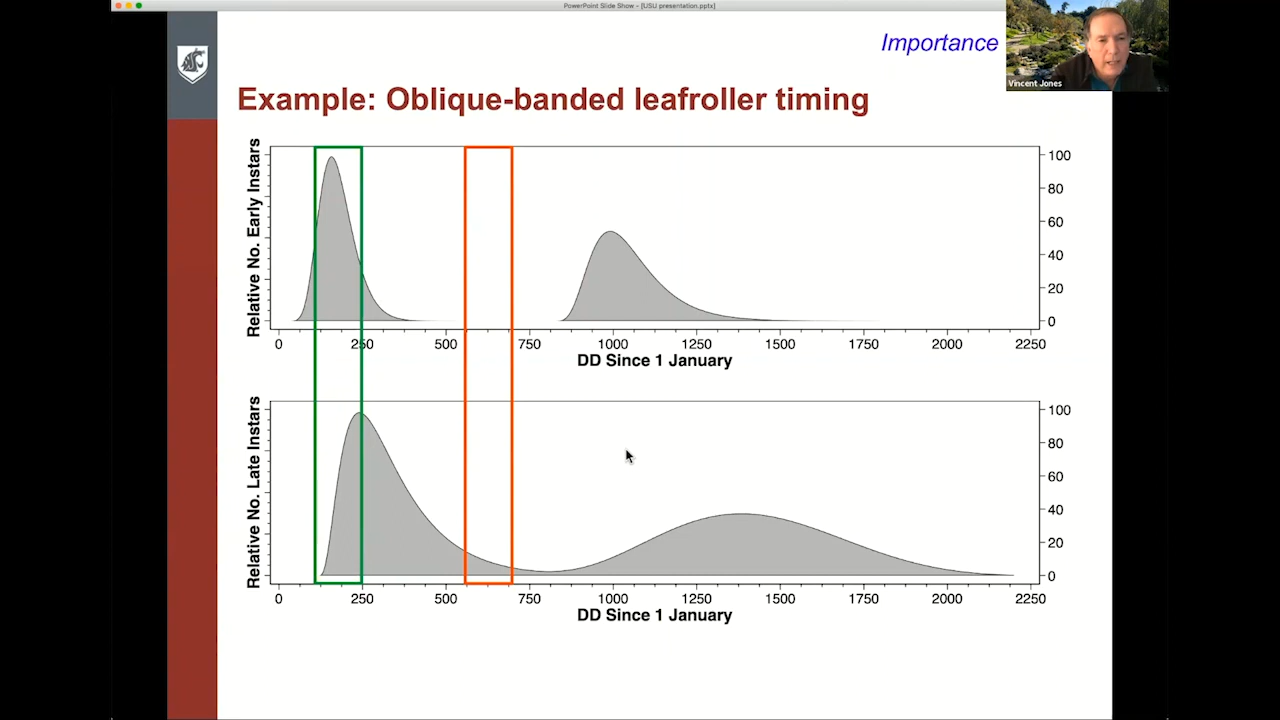 PowerPoint Slide Show - [USU presentation.pptx]
Importance
Vincent Jones
Example: Oblique-banded leafroller timing
Relative No. Early Instars
100
80
60
40
20
0
0 250 500 750 1000 1250 1500 1750 2000 2250
DD Since 1 January
Relative No. Late Instars
100
80
60
40
20
0
0 250 500 750 1000 1250 1500 1750 2000 2250
DD Since 1 January